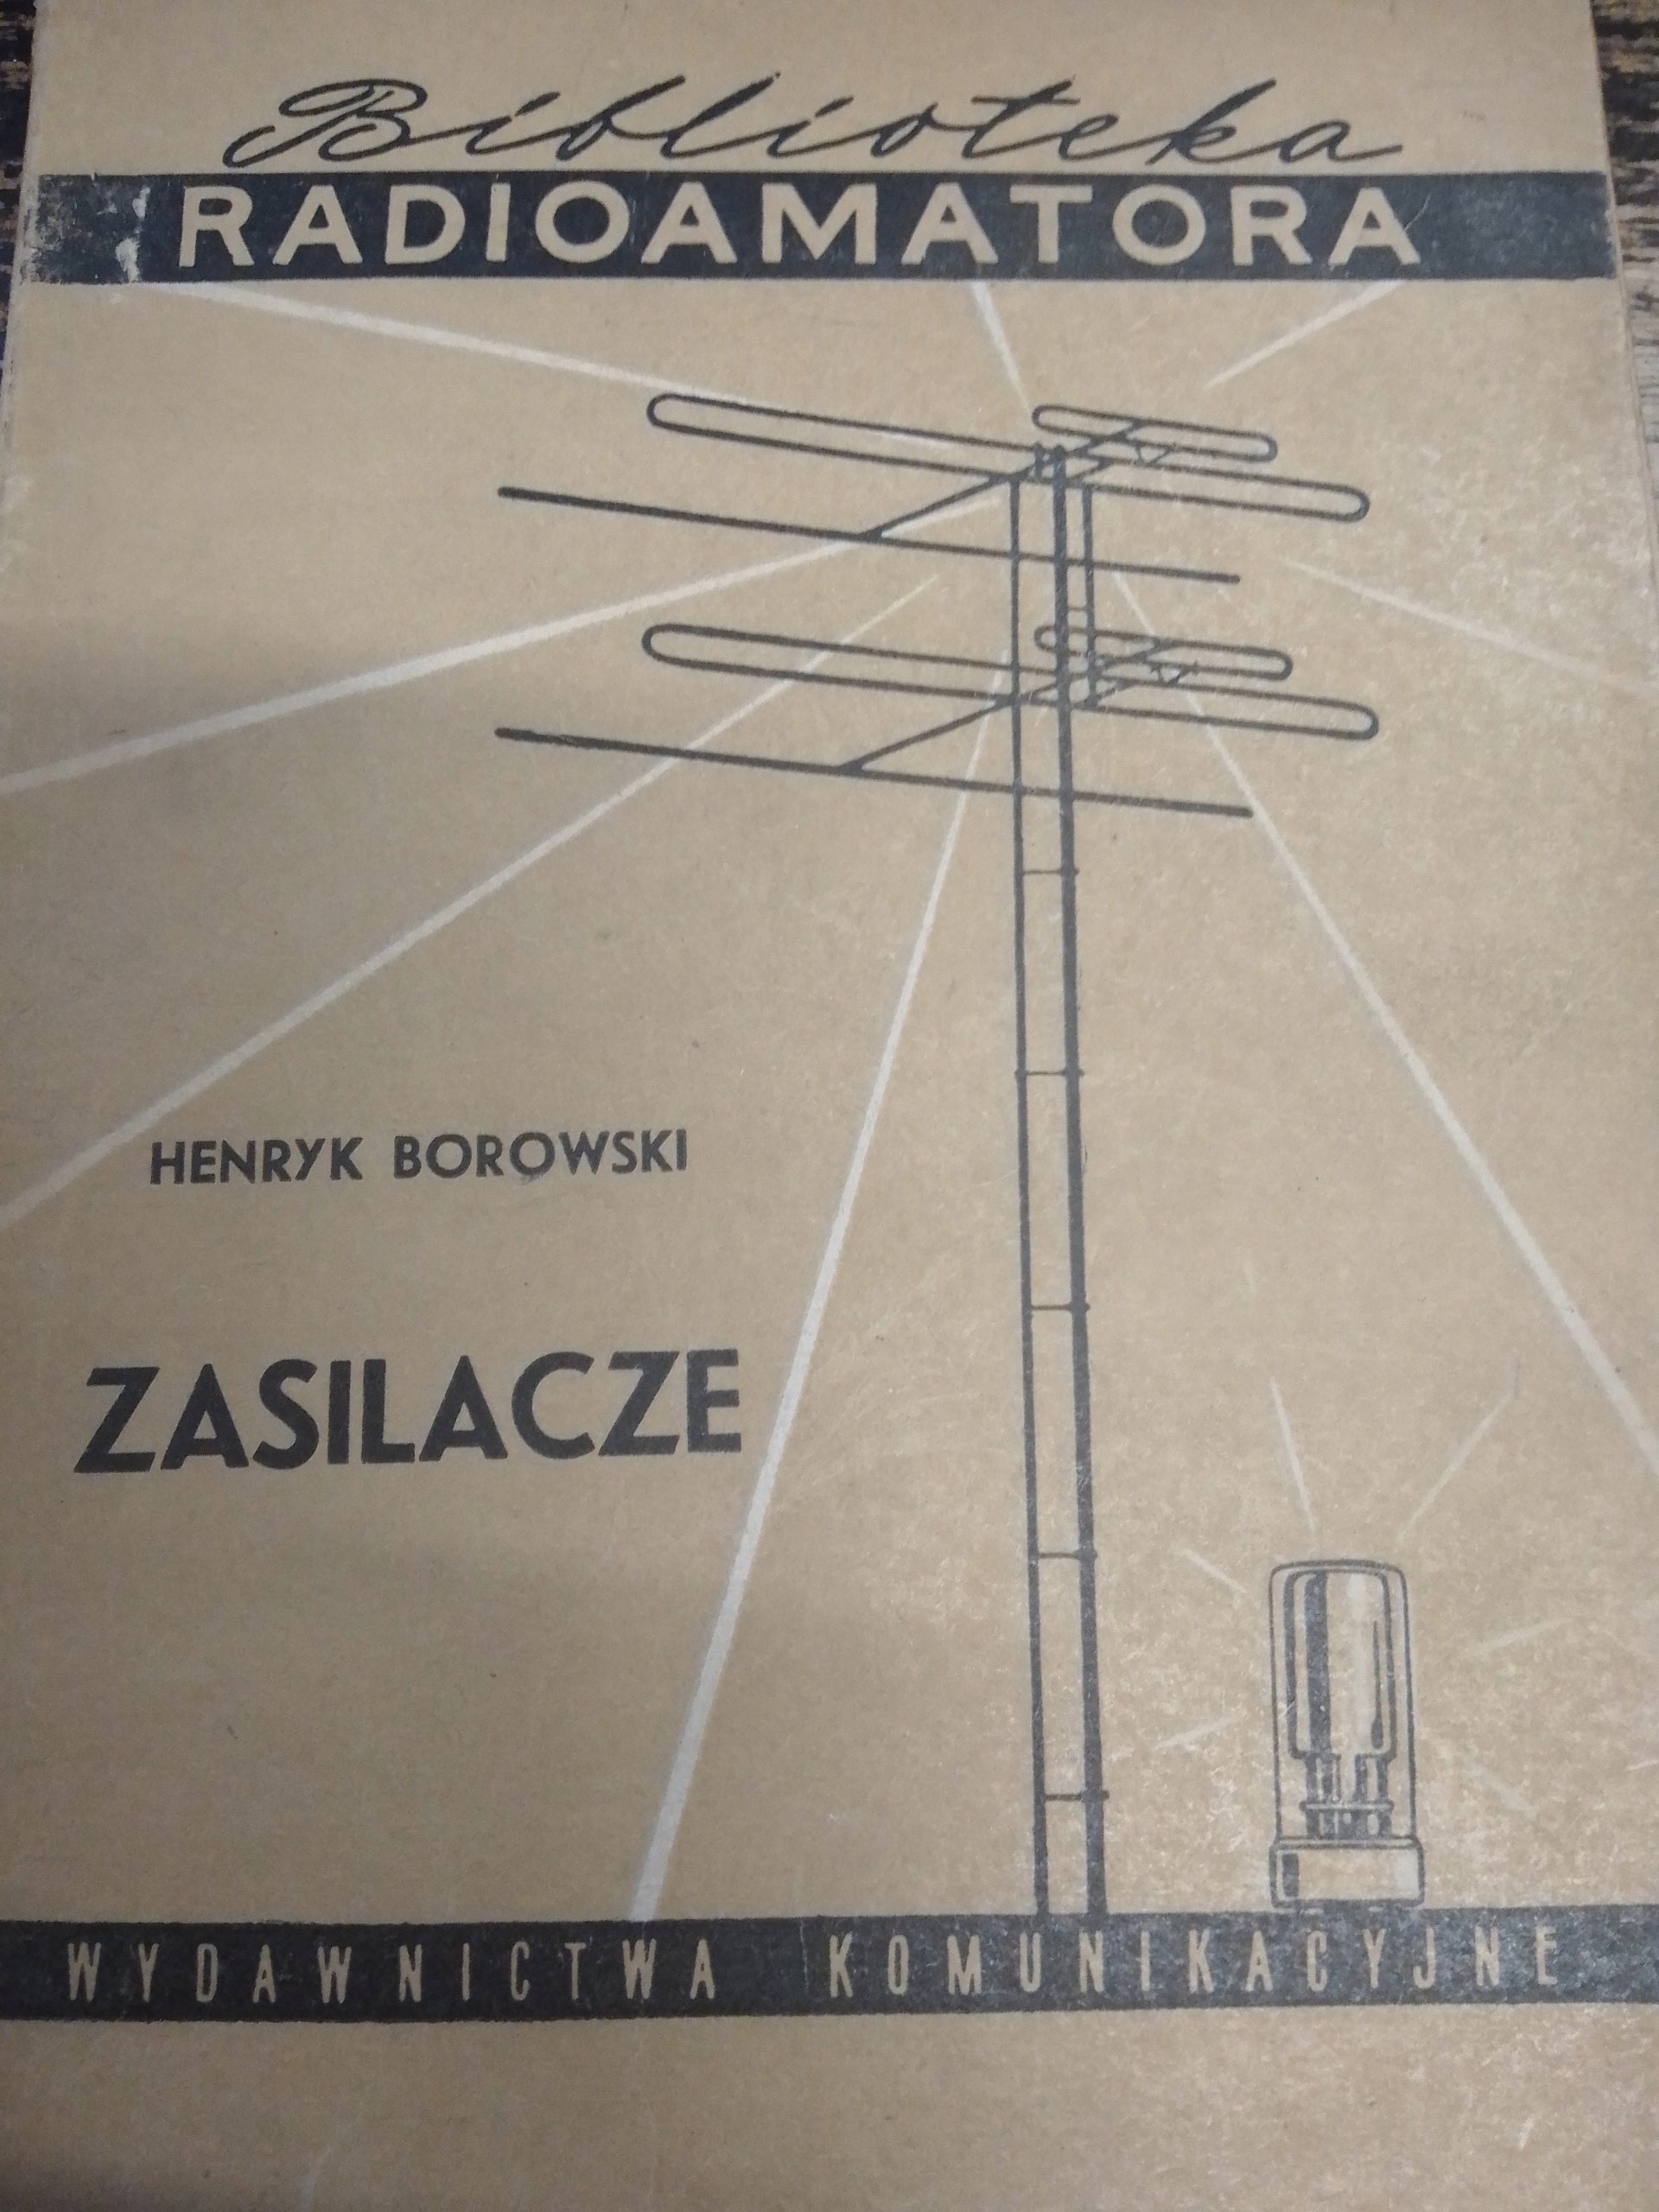 Biblioteka
RADIOAMATORA
HENRYK BOROWSKI
ZASILACZE
WYDAWNICTWA KOMUNIKACYJNE